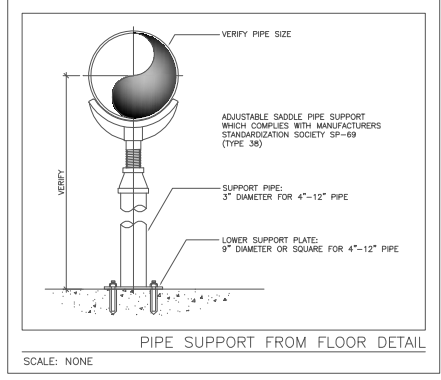 VERIFY PIPE SIZE
ADJUSTABLE SADDLE PIPE SUPPORT
WHICH COMPLIES WITH MANUFACTURERS
STANDARDIZATION SOCIETY SP-69
(TYPE 38)
VERIFY
SUPPORT PIPE:
3" DIAMETER FOR 4"-12" PIPE
LOWER SUPPORT PLATE:
9" DIAMETER OR SQUARE FOR 4"-12" PIPE
PIPE SUPPORT FROM FLOOR DETAIL
SCALE: NONE